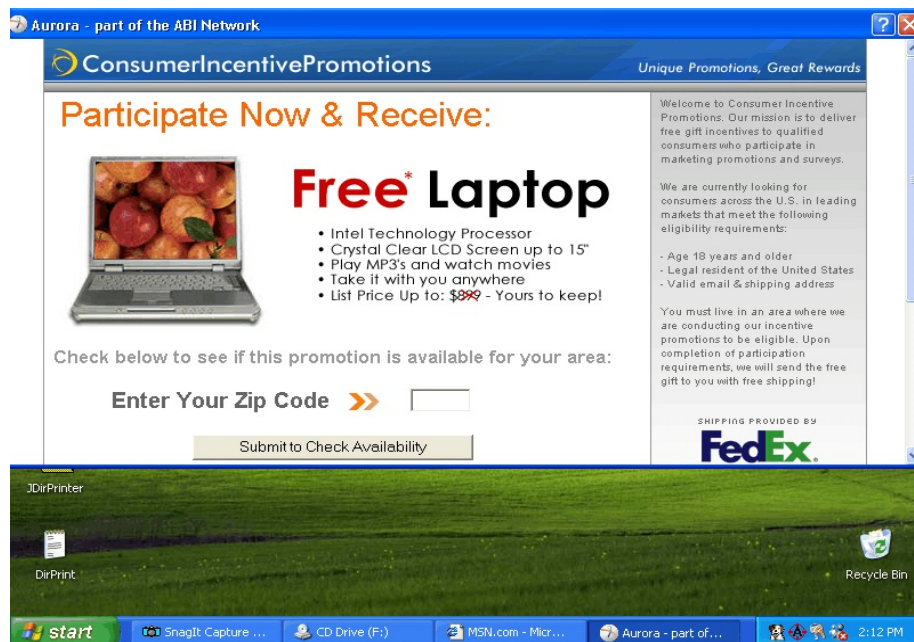 Aurora - part of the ABI Network
ConsumerIncentivePromotions
Unique Promotions, Great Rewards
Participate Now & Receive:
Free* Laptop
• Intel Technology Processor
• Crystal Clear LCD Screen up to 15"
• Play MP3's and watch movies
• Take it with you anywhere
• List Price Up to: $899 - Yours to keep!
Check below to see if this promotion is available for your area:
Enter Your Zip Code
Submit to Check Availability
Welcome to Consumer Incentive
Promotions. Our mission is to deliver
free gift incentives to qualified
consumers who participate in
marketing promotions and surveys.
We are currently looking for
consumers across the U.S. in leading
markets that meet the following
eligibility requirements:
- Age 18 years and older
- Legal resident of the United States
- Valid email & shipping address
You must live in an area where we
are conducting our incentive
promotions to be eligible. Upon
completion of participation
requirements, we will send the free
gift to you with free shipping!
SHIPPING PROVIDED BY
FedEx.
JDirPrinter
DirPrint
Recycle Bin
start
SnagIt Capture ...
CD Drive (F:)
MSN.com - Micr...
Aurora - part of...
2:12 PM